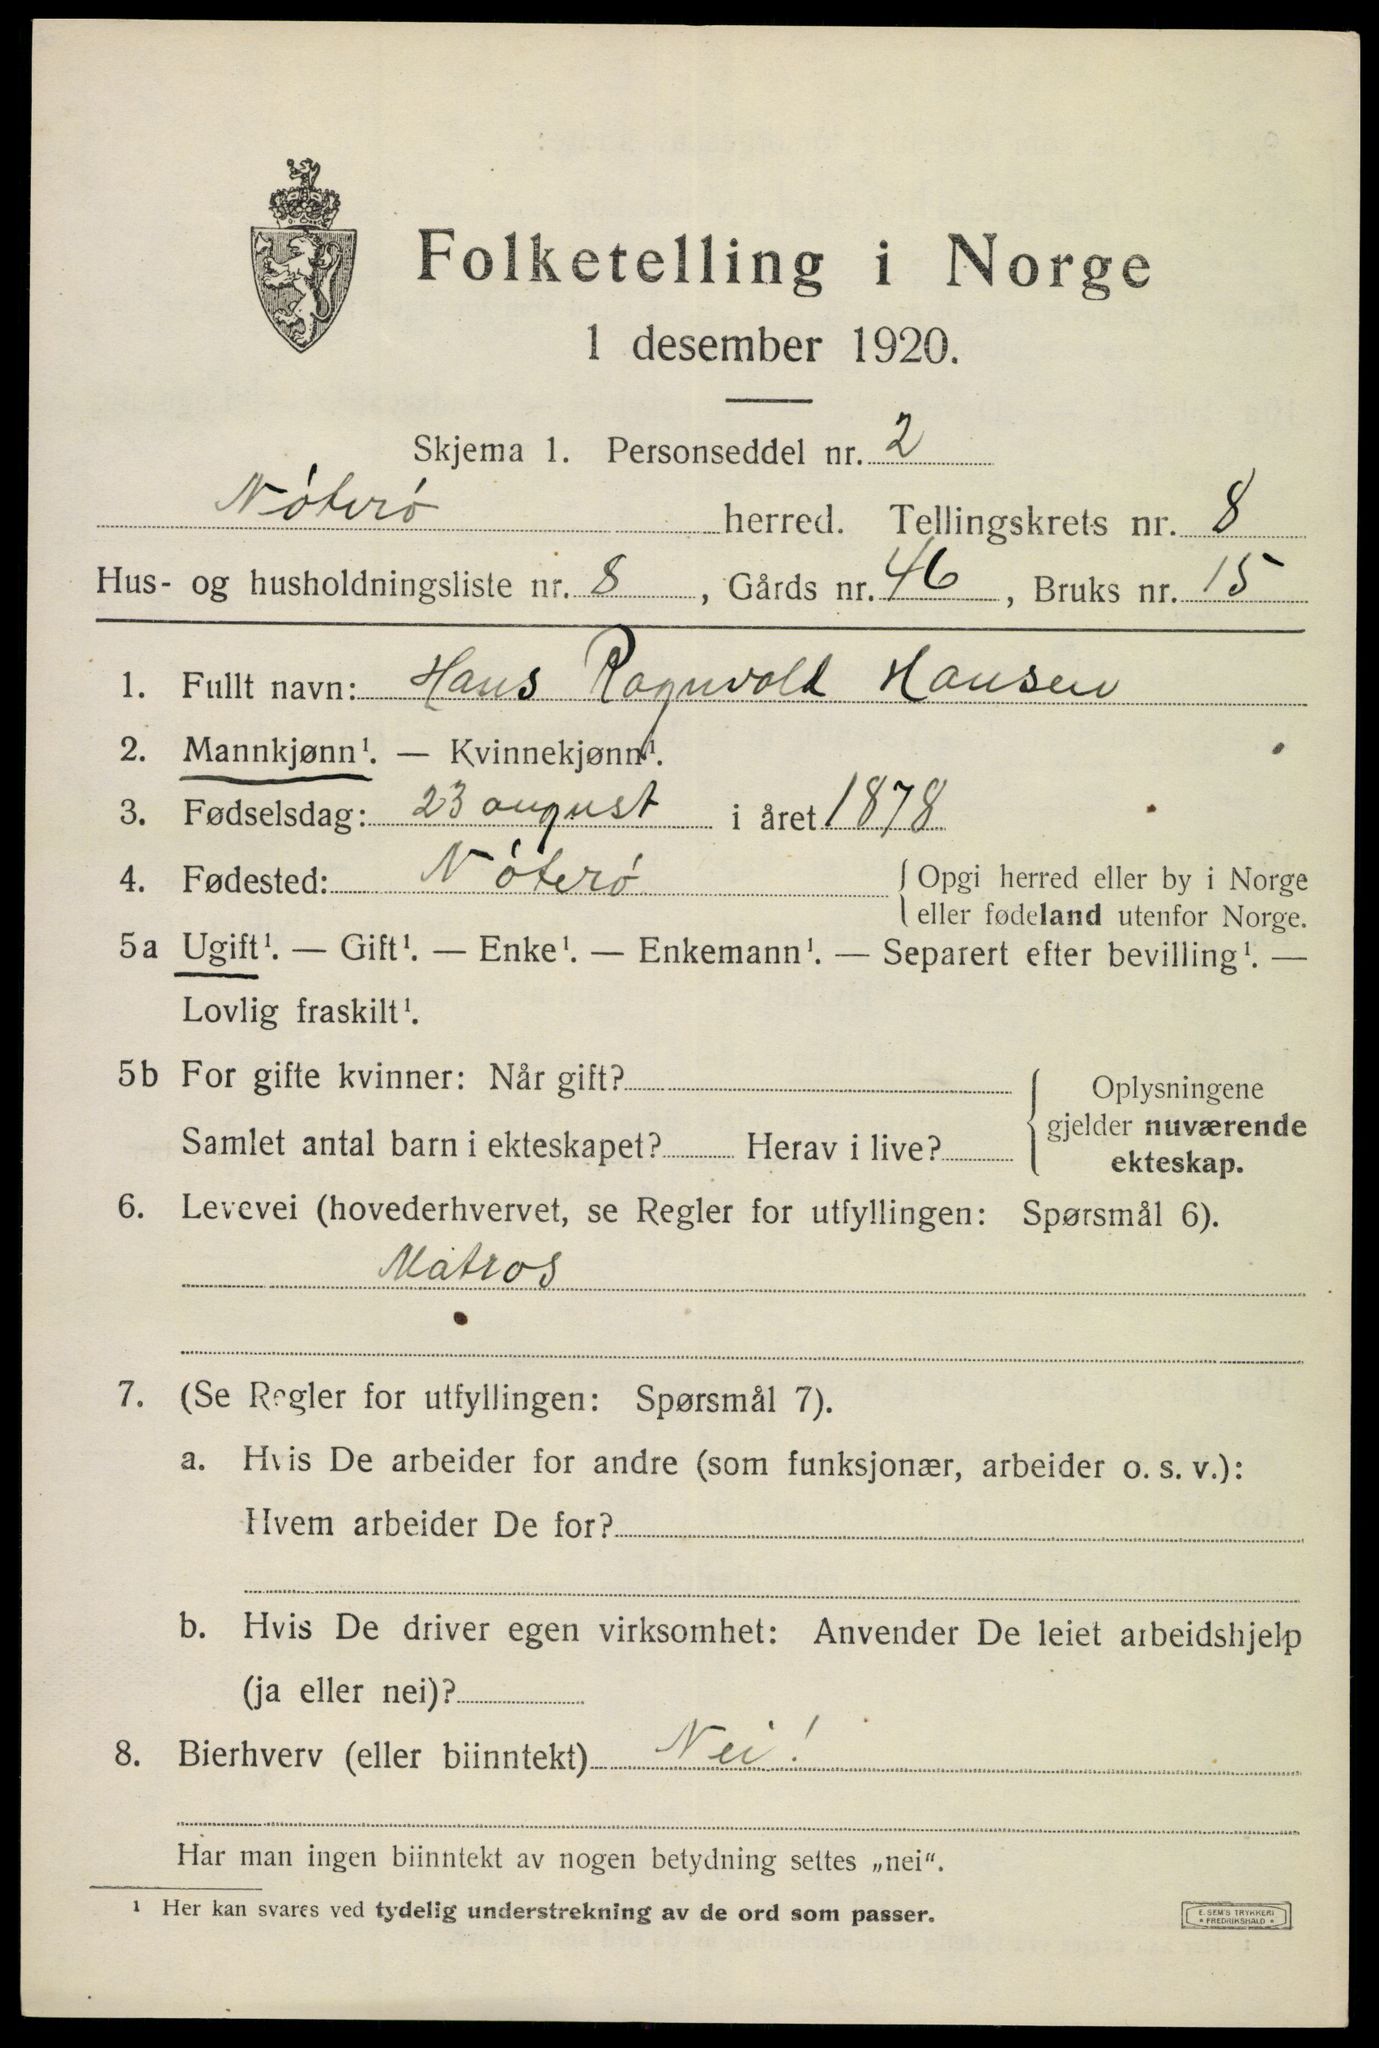 Folketelling i Norge
1 desember 1920.
Skjema 1. Personseddel nr. 2
Nóteró herred. Tellingskrets nr. 8
Hus- og husholdningsliste nr. 8, Gårds nr. 46, Bruks nr. 15
1. Fullt navn: Hans Ragnvald Hansen
2. Mannkjønn¹. — Kvinnekjønn¹.
3. Fødselsdag: 23 august i året 1878
4. Fødested: Nóteró { Opgi herred eller by i Norge
eller fødeland utenfor Norge.
5a Ugift¹. — Gift¹. — Enke¹. — Enkemann¹. — Separert efter bevilling¹. —
Lovlig fraskilt¹.
5b For gifte kvinner: Når gift?
Samlet antal barn i ekteskapet? Herav i live?
{ Oplysningene
gjelder nuværende
ekteskap.
6. Levevei (hovederhvervet, se Regler for utfyllingen: Spørsmål 6).
Matros
7. (Se Regler for utfyllingen: Spørsmål 7).
a. Hvis De arbeider for andre (som funksjonær, arbeider o. s. v.):
Hvem arbeider De for?
b. Hvis De driver egen virksomhet: Anvender De leiet arbeidshjelp
(ja eller nei)?
8. Bierhverv (eller biinntekt) Nei!
Har man ingen biinntekt av nogen betydning settes „nei“.
¹ Her kan svares ved tydelig understrekning av de ord som passer.
E. SEM'S TRYKKERI
* FREDRIKSHALD *